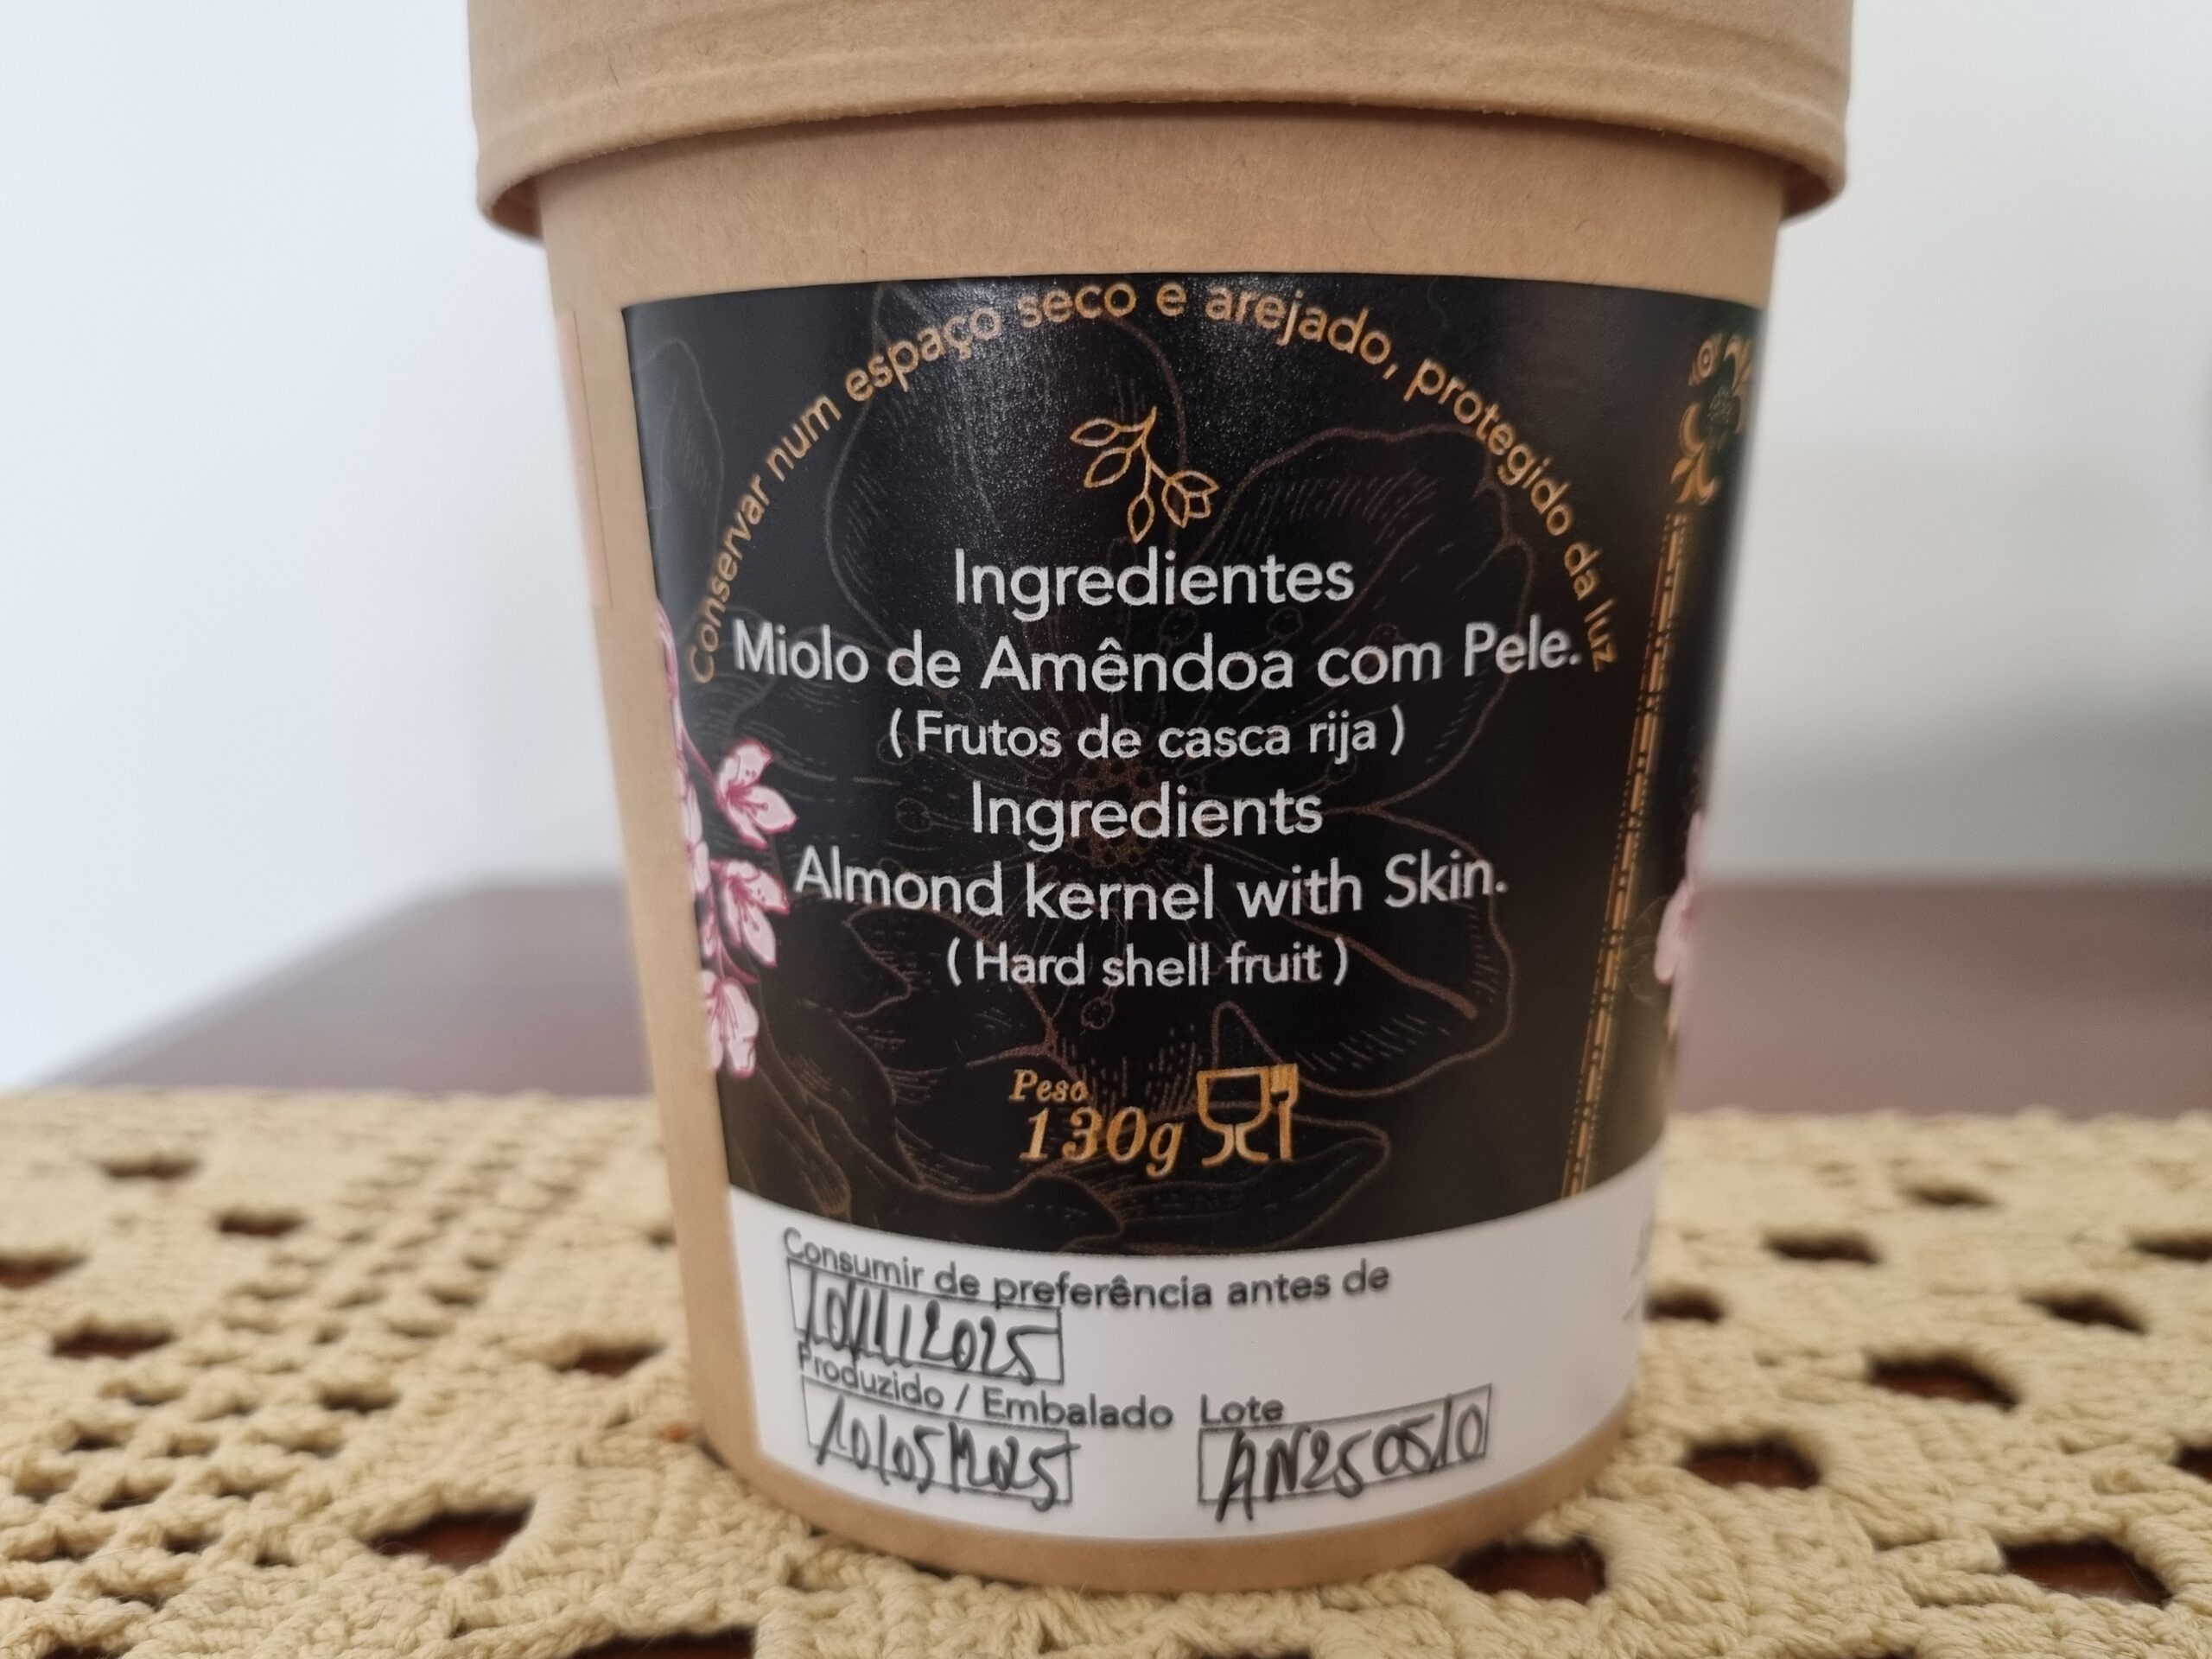 Conservar num espaço seco e arejado, protegido da luz
Ingredientes
Miolo de Amêndoa com Pele.
( Frutos de casca rija )
Ingredients
Almond kernel with Skin.
( Hard shell fruit )
Peso
130g
Consumir de preferência antes de
10/11/2025
Produzido / Embalado Lote
10/05/2025 AN250510